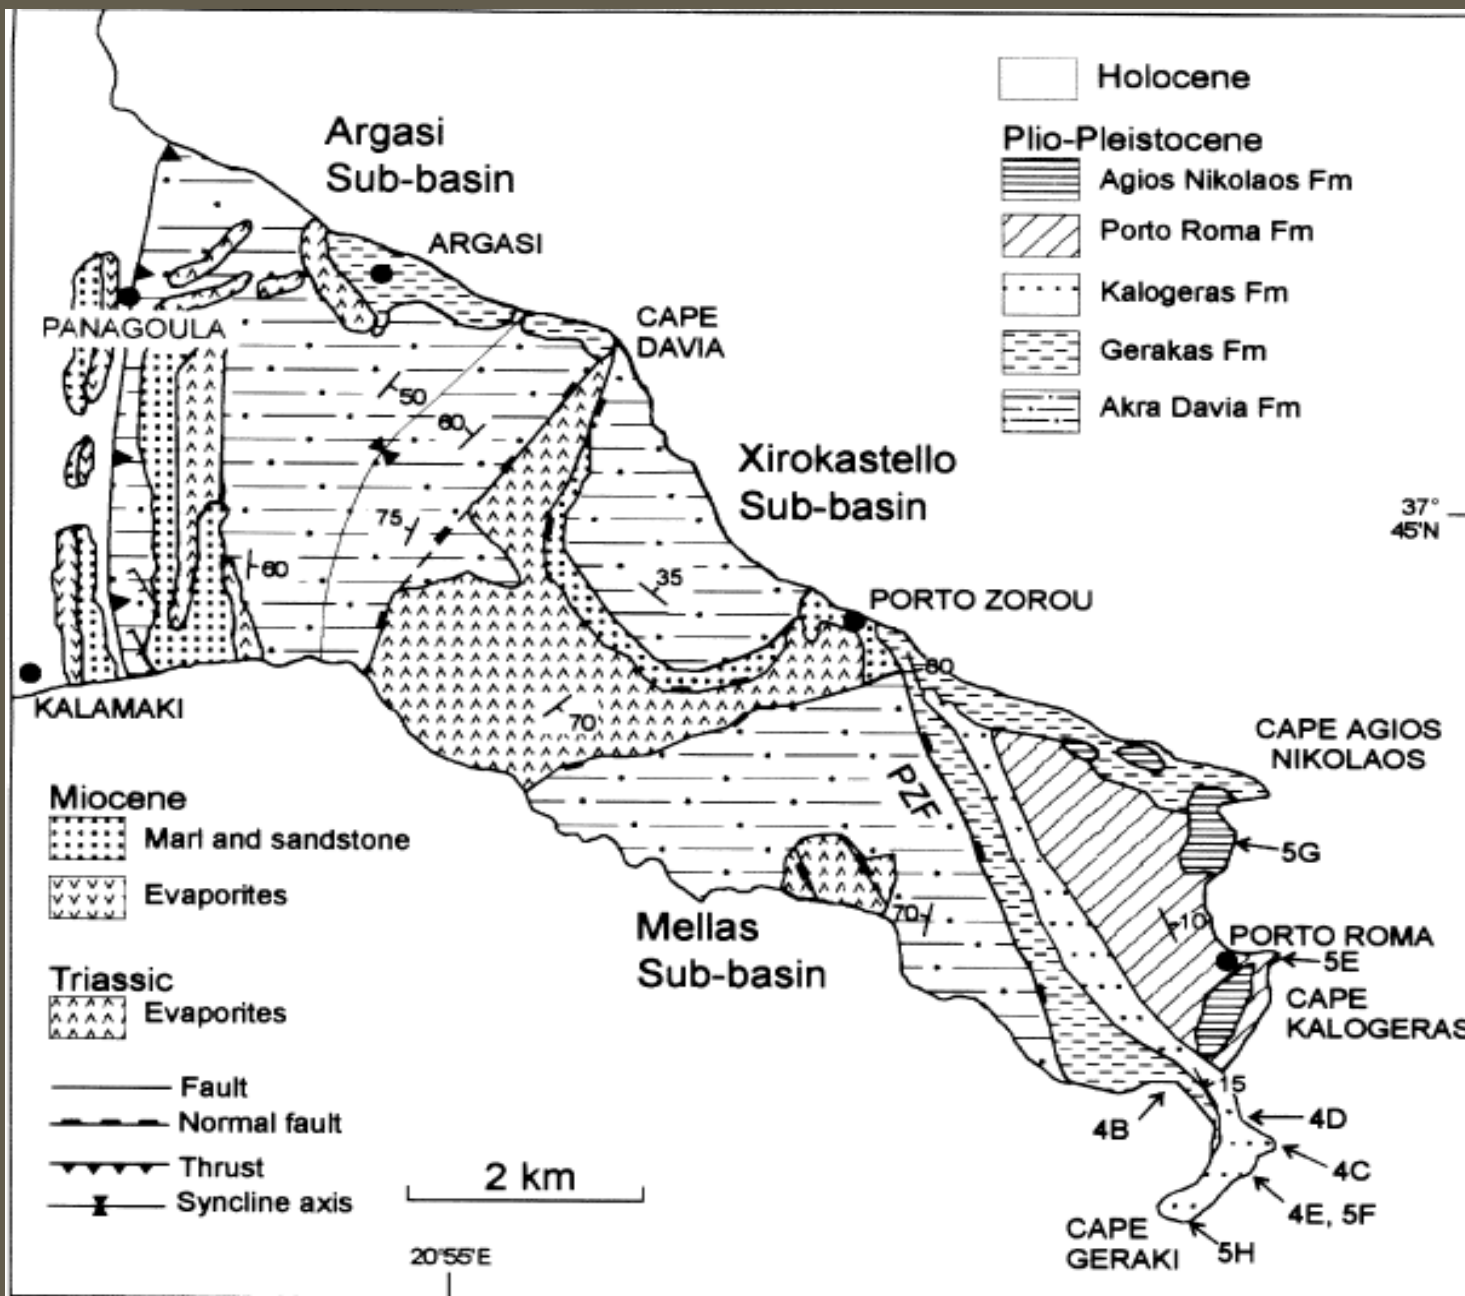 Holocene
Plio-Pleistocene
Agios Nikolaos Fm
Porto Roma Fm
Kalogeras Fm
Gerakas Fm
Akra Davia Fm
Argasi
Sub-basin
ARGASI
PANAGOULA
CAPE
DAVIA
50
60
Xirokastello
Sub-basin
37°
45'N
75
60
35
PORTO ZOROU
80
KALAMAKI
70
CAPE AGIOS
NIKOLAOS
PZF
Miocene
Marl and sandstone
Evaporites
5G
Mellas
Sub-basin
70
10
PORTO ROMA
5E
CAPE
KALOGERAS
Triassic
Evaporites
Fault
Normal fault
Thrust
Syncline axis
2 km
15
4B
4D
4C
4E, 5F
CAPE
GERAKI
5H
20°55'E